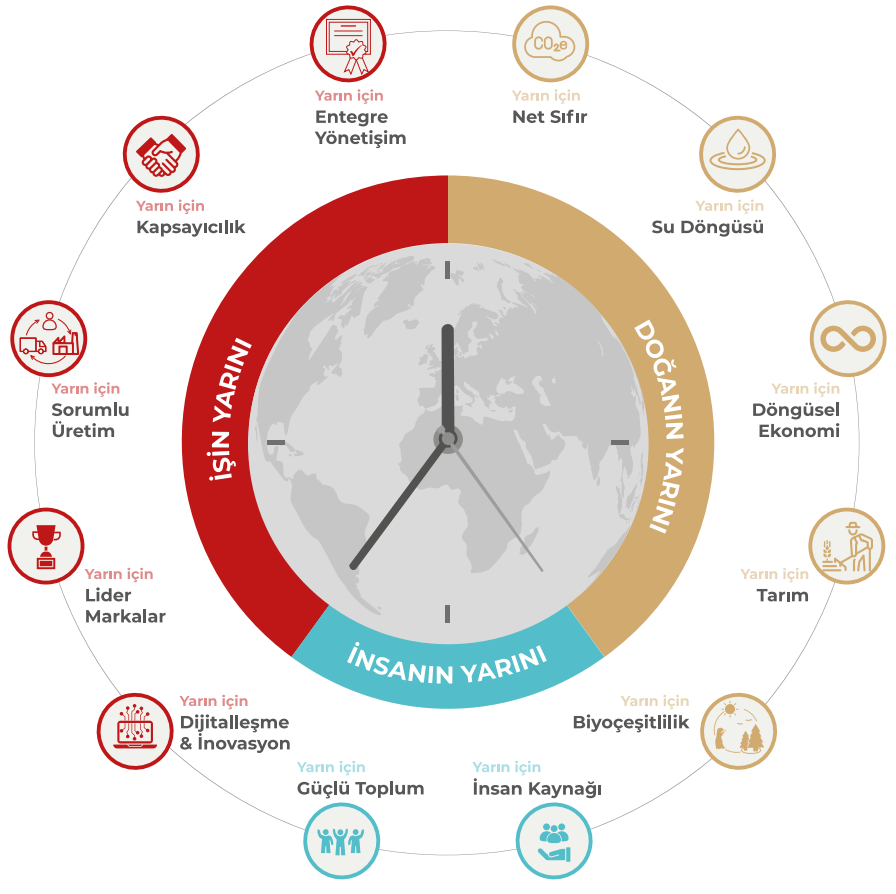 CO₂e
Yarın için
Entegre
Yönetişim
Yarın için
Net Sıfır
Yarın için
Kapsayıcılık
Yarın için
Su Döngüsü
Yarın için
Sorumlu
Üretim
Yarın için
Döngüsel
Ekonomi
İŞİN YARINI
DOĞANIN YARINI
İNSANIN YARINI
Yarın için
Lider
Markalar
Yarın için
Tarım
Yarın için
Dijitalleşme
& İnovasyon
Yarın için
Biyoçeşitlilik
Yarın için
Güçlü Toplum
Yarın için
İnsan Kaynağı